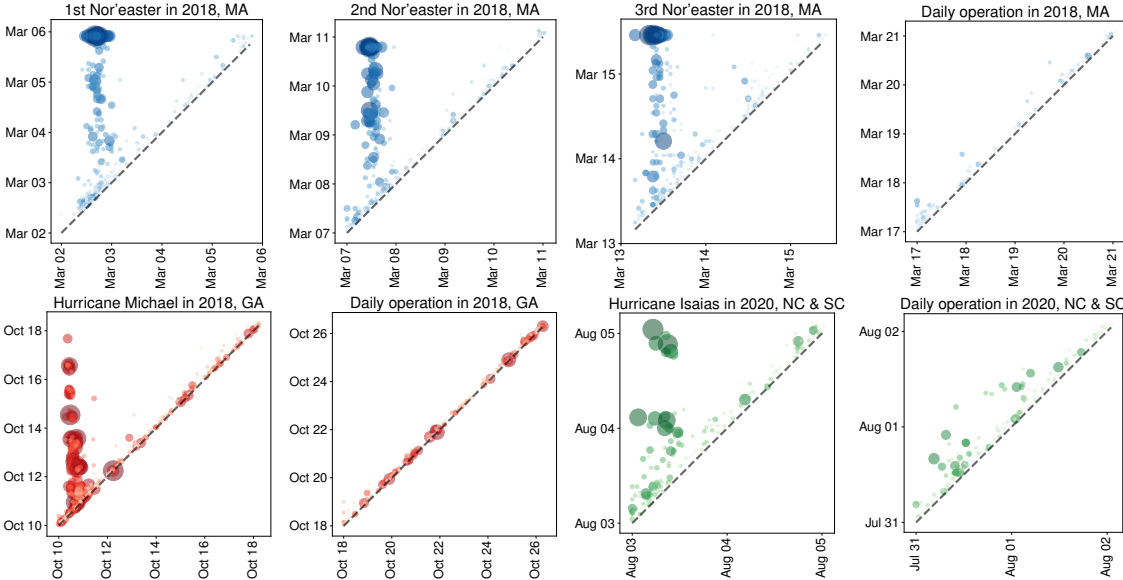 1st Nor'easter in 2018, MA
Mar 06
Mar 05
Mar 04
Mar 03
Mar 02
Mar 02
Mar 03
Mar 04
Mar 05
Mar 06
2nd Nor'easter in 2018, MA
Mar 11
Mar 10
Mar 09
Mar 08
Mar 07
Mar 07
Mar 08
Mar 09
Mar 10
Mar 11
3rd Nor'easter in 2018, MA
Mar 15
Mar 14
Mar 13
Mar 13
Mar 14
Mar 15
Daily operation in 2018, MA
Mar 21
Mar 20
Mar 19
Mar 18
Mar 17
Mar 17
Mar 18
Mar 19
Mar 20
Mar 21
Hurricane Michael in 2018, GA
Oct 18
Oct 16
Oct 14
Oct 12
Oct 10
Oct 10
Oct 12
Oct 14
Oct 16
Oct 18
Daily operation in 2018, GA
Oct 26
Oct 24
Oct 22
Oct 20
Oct 18
Oct 18
Oct 20
Oct 22
Oct 24
Oct 26
Hurricane Isaias in 2020, NC & SC
Aug 05
Aug 04
Aug 03
Aug 03
Aug 04
Aug 05
Daily operation in 2020, NC & SC
Aug 02
Aug 01
Jul 31
Jul 31
Aug 01
Aug 02